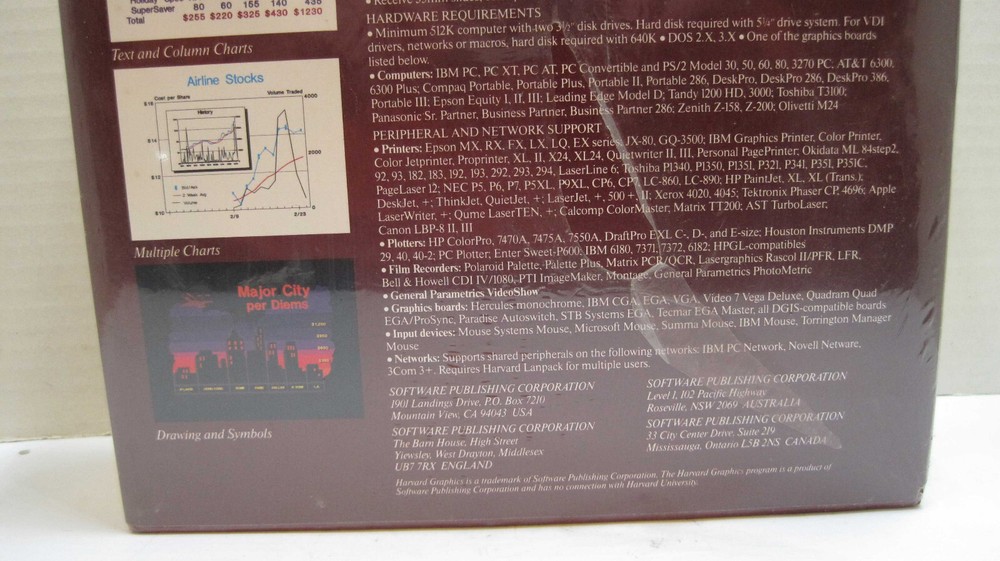 SuperSaver 80 60 155 140 435
Total $255 $220 $325 $430 $1230
Text and Column Charts
Airline Stocks
Cost per Share
Volume Traded
$16
4000
History
$14
2000
$12
$10
0
2/5
2/23
Volume
Multiple Charts
Major City
per Diems
Drawing and Symbols
HARDWARE REQUIREMENTS
• Minimum 512K computer with two 3½" disk drives. Hard disk required with 5¼" drive system. For VDI
drivers, networks or macros, hard disk required with 640K • DOS 2.X, 3.X • One of the graphics boards
listed below.
• Computers: IBM PC, PC XT, PC AT, PC Convertible and PS/2 Model 30, 50, 60, 80, 3270 PC, AT&T 6300,
6300 Plus; Compaq Portable, Portable Plus, Portable II, Portable 286, DeskPro, DeskPro 286, DeskPro 386,
Portable III; Epson Equity I, II, III; Leading Edge Model D; Tandy 1200 HD, 3000; Toshiba T3100;
Panasonic Sr. Partner, Business Partner, Business Partner 286; Zenith Z-158, Z-200; Olivetti M24
PERIPHERAL AND NETWORK SUPPORT
• Printers: Epson MX, RX, FX, LX, LQ, EX series, JX-80, GQ-3500; IBM Graphics Printer, Color Printer,
Color Jetprinter, Proprinter, XL, II, X24, XL24, Quietwriter II, III, Personal PagePrinter; Okidata ML 84step2,
92, 93, 182, 183, 192, 193, 292, 293, 294, LaserLine 6; Toshiba P1340, P1350, P351, P321, P341, P351, P351C,
PageLaser 12; NEC P5, P6, P7, P5XL, P9XL, CP6, CP7, LC-860, LC-890; HP PaintJet, XL, XL (Trans.);
DeskJet, +; ThinkJet, QuietJet, +; LaserJet, +, 500 +, II; Xerox 4020, 4045; Tektronix Phaser CP, 4696; Apple
LaserWriter, +; Qume LaserTEN, +; Calcomp ColorMaster; Matrix TT200; AST TurboLaser;
Canon LBP-8 II, III
• Plotters: HP ColorPro, 7470A, 7475A, 7550A, DraftPro EXL C-, D-, and E-size; Houston Instruments DMP
29, 40, 40-2; PC Plotter; Enter Sweet-P600; IBM 6180, 7371, 7372, 6182; HPGL-compatibles
• Film Recorders: Polaroid Palette, Palette Plus, Matrix PCR/QCR, Lasergraphics Rascol II/PFR, LFR,
Bell & Howell CDI IV/1080, PTI ImageMaker, Montage, General Parametrics PhotoMetric
• General Parametrics VideoShow
• Graphics boards: Hercules monochrome, IBM CGA, EGA, VGA, Video 7 Vega Deluxe, Quadram Quad
EGA/ProSync, Paradise Autoswitch, STB Systems EGA, Tecmar EGA Master, all DGIS-compatible boards
• Input devices: Mouse Systems Mouse, Microsoft Mouse, Summa Mouse, IBM Mouse, Torrington Manager
Mouse
• Networks: Supports shared peripherals on the following networks: IBM PC Network, Novell Netware,
3Com 3+. Requires Harvard Lanpack for multiple users.
SOFTWARE PUBLISHING CORPORATION
1901 Landings Drive, P.O. Box 7210
Mountain View, CA 94043 USA
SOFTWARE PUBLISHING CORPORATION
The Barn House, High Street
Yiewsley, West Drayton, Middlesex
UB7 7RX ENGLAND
SOFTWARE PUBLISHING CORPORATION
Level 1, 102 Pacific Highway
Roseville, NSW 2069 AUSTRALIA
SOFTWARE PUBLISHING CORPORATION
33 City Center Drive, Suite 219
Mississauga, Ontario L5B 2N5 CANADA
Harvard Graphics is a trademark of Software Publishing Corporation. The Harvard Graphics program is a product of
Software Publishing Corporation and has no connection with Harvard University.